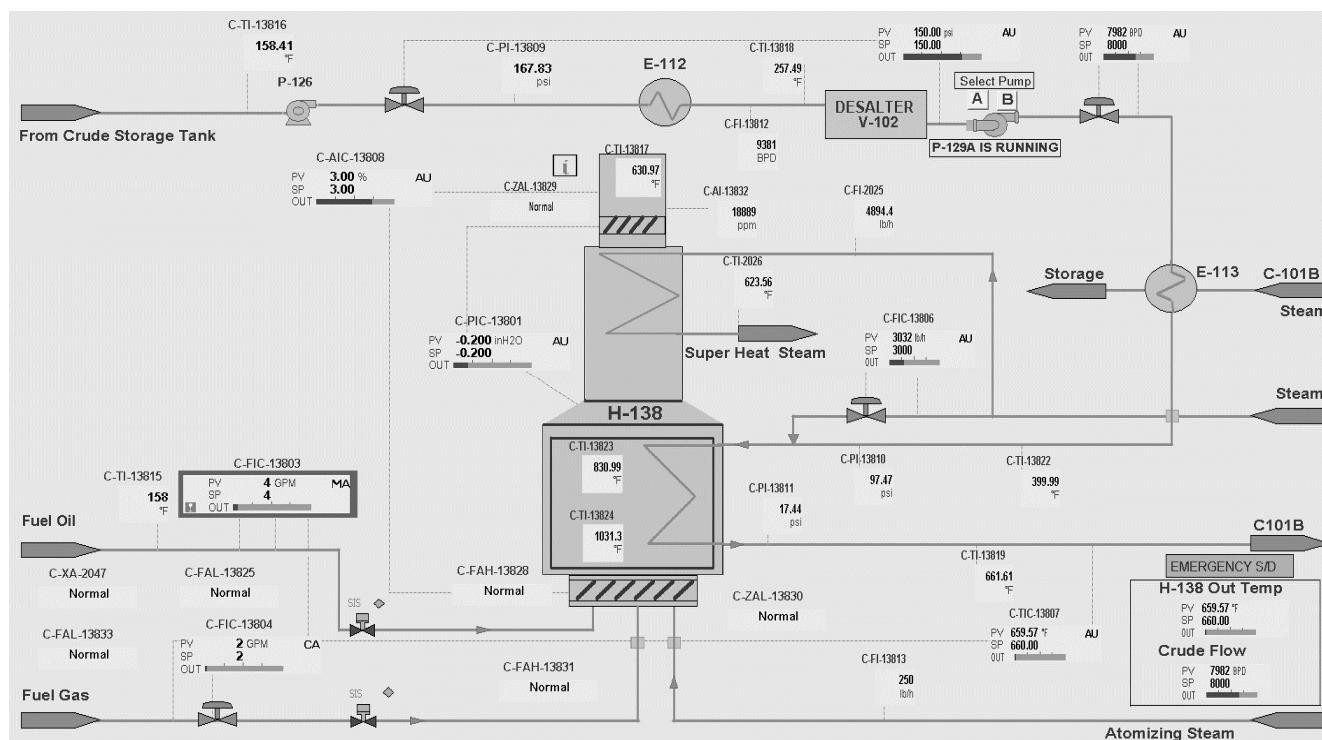 C-TI-13816
158.41
°F
P-126
From Crude Storage Tank
C-PI-13809
167.83
psi
E-112
C-TI-13818
257.49
°F
C-FI-13812
9381
BPD
DESALTER
V-102
PV 150.00 psi AU
SP 150.00
OUT
Select Pump
A B
P-129A IS RUNNING
PV 7982 BPD AU
SP 8000
OUT
C-AIC-13808
PV 3.00 % AU
SP 3.00
OUT
i
C-TI-13817
630.97
°F
C-ZAL-13829
Normal
C-AI-13832
18889
ppm
C-FI-2025
4894.4
lb/h
C-TI-2026
623.56
°F
Super Heat Steam
Storage
E-113
C-101B
Steam
C-PIC-13801
PV -0.200 inH2O AU
SP -0.200
OUT
C-FIC-13806
PV 3032 lb/h AU
SP 3000
OUT
Steam
H-138
C-TI-13823
830.99
°F
C-TI-13824
1031.3
°F
C-PI-13810
97.47
psi
C-TI-13822
399.99
°F
C-PI-13811
17.44
psi
C-TI-13815
158
°F
C-FIC-13803
PV 4 GPM MA
SP 4
OUT
Fuel Oil
C101B
C-TI-13819
661.61
°F
EMERGENCY S/D
H-138 Out Temp
PV 659.57 °F
SP 660.00
OUT
Crude Flow
PV 7982 BPD
SP 8000
OUT
C-XA-2047
Normal
C-FAL-13825
Normal
C-FAH-13828
Normal
C-ZAL-13830
Normal
C-TIC-13807
PV 659.57 °F AU
SP 660.00
OUT
SIS
C-FAL-13833
Normal
C-FIC-13804
PV 2 GPM CA
SP 2
OUT
C-FAH-13831
Normal
C-FI-13813
250
lb/h
Fuel Gas
SIS
Atomizing Steam